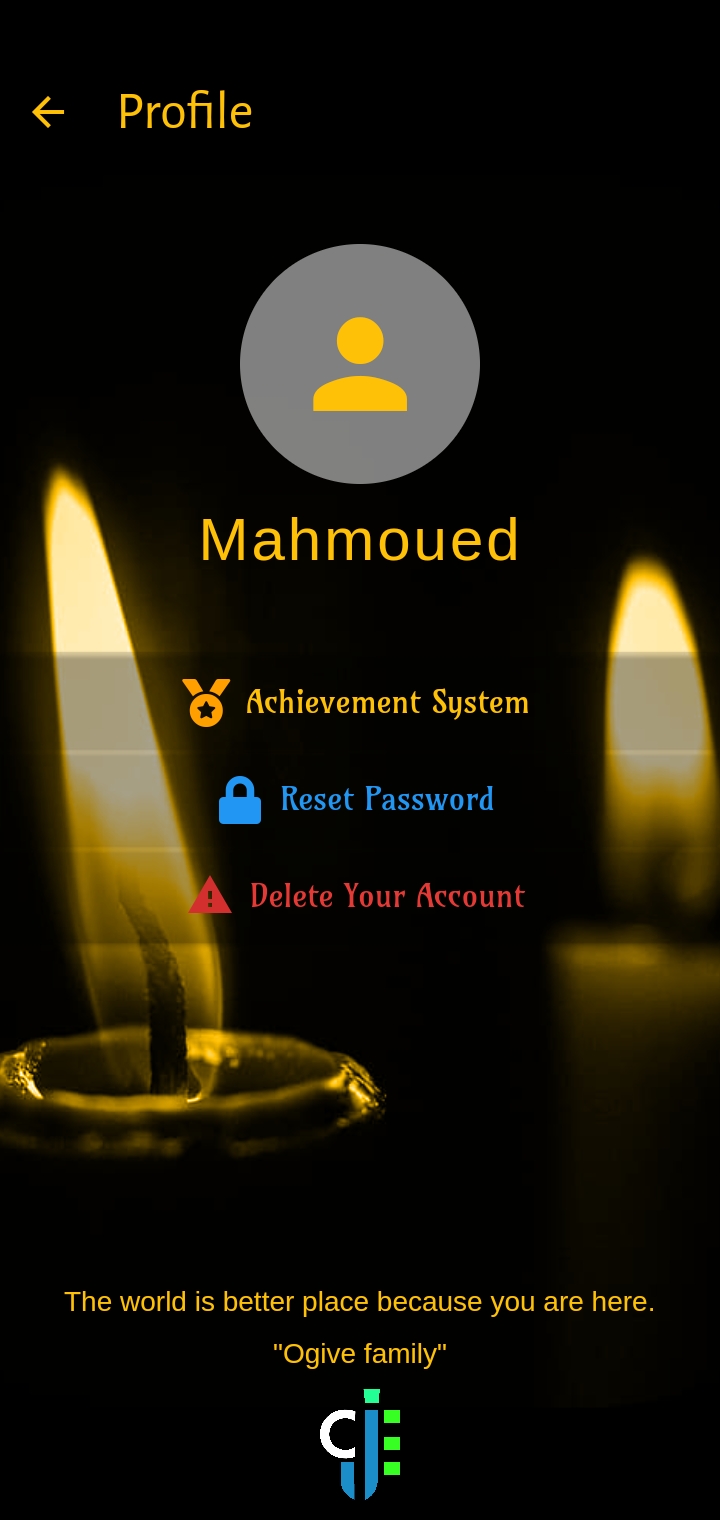 Profile
Mahmoued
Achievement System
Reset Password
Delete Your Account
The world is better place because you are here.
"Ogive family"